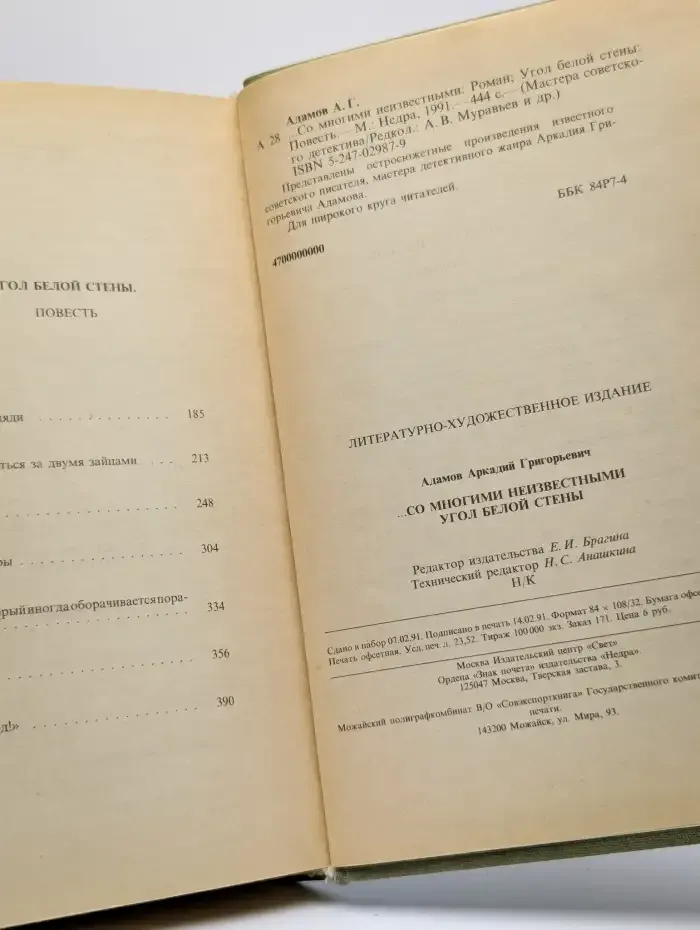 ГОЛ БЕЛОЙ СТЕНЫ.
ПОВЕСТЬ
185
за двумя зайцами . . . 213
248
304
иногда оборачивается пора-
334
356
390
Адамов А. Г.
А 28 ...Со многими неизвестными: Роман; Угол белой стены:
Повесть.— М.: Недра, 1991.— 444 с.— (Мастера советско-
го детектива/Редкол.: А. В. Муравьев и др.)
ISBN 5-247-02987-9
Представлены остросюжетные произведения известного
советского писателя, мастера детективного жанра Аркадия Гри-
горьевича Адамова.
Для широкого круга читателей.
4700000000
ББК 84Р7-4
ЛИТЕРАТУРНО-ХУДОЖЕСТВЕННОЕ ИЗДАНИЕ
Адамов Аркадий Григорьевич
...СО МНОГИМИ НЕИЗВЕСТНЫМИ
УГОЛ БЕЛОЙ СТЕНЫ
Редактор издательства Е. И. Брагина
Технический редактор Н. С. Анашкина
Н/К
Сдано в набор 07.02.91. Подписано в печать 14.02.91. Формат 84 × 108/32. Бумага офсе
Печать офсетная. Усл. печ. л. 23,52. Тираж 100 000 экз. Заказ 171. Цена 6 руб.
Москва Издательский центр «Свет»
Ордена «Знак почета» издательства «Недра».
125047 Москва, Тверская застава, 3.
Можайский полиграфкомбинат В/О «Совэкспорткнига» Государственного комит
печати.
143200 Можайск, ул. Мира, 93.